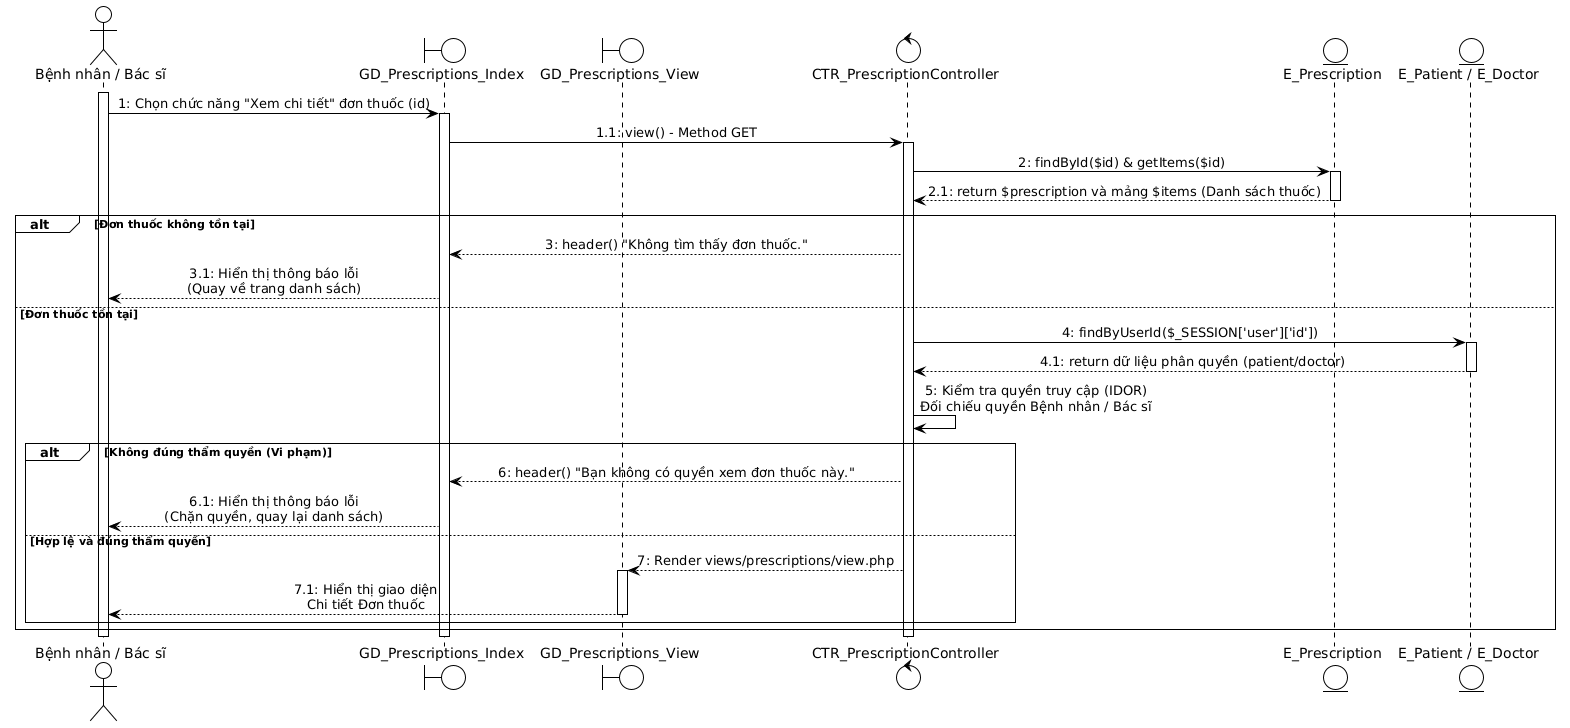 Bệnh nhân / Bác sĩ
GD_Prescriptions_Index
GD_Prescriptions_View
CTR_PrescriptionController
E_Prescription
E_Patient / E_Doctor
1: Chọn chức năng "Xem chi tiết" đơn thuốc (id)
1.1: view() - Method GET
2: findById($id) & getItems($id)
2.1: return $prescription và mảng $items (Danh sách thuốc)
alt
[Đơn thuốc không tồn tại]
3: header() "Không tìm thấy đơn thuốc."
3.1: Hiển thị thông báo lỗi
(Quay về trang danh sách)
[Đơn thuốc tồn tại]
4: findByUserId($_SESSION['user']['id'])
4.1: return dữ liệu phân quyền (patient/doctor)
5: Kiểm tra quyền truy cập (IDOR)
Đối chiếu quyền Bệnh nhân / Bác sĩ
alt
[Không đúng thẩm quyền (Vi phạm)]
6: header() "Bạn không có quyền xem đơn thuốc này."
6.1: Hiển thị thông báo lỗi
(Chặn quyền, quay lại danh sách)
[Hợp lệ và đúng thẩm quyền]
7: Render views/prescriptions/view.php
7.1: Hiển thị giao diện
Chi tiết Đơn thuốc
Bệnh nhân / Bác sĩ
GD_Prescriptions_Index
GD_Prescriptions_View
CTR_PrescriptionController
E_Prescription
E_Patient / E_Doctor